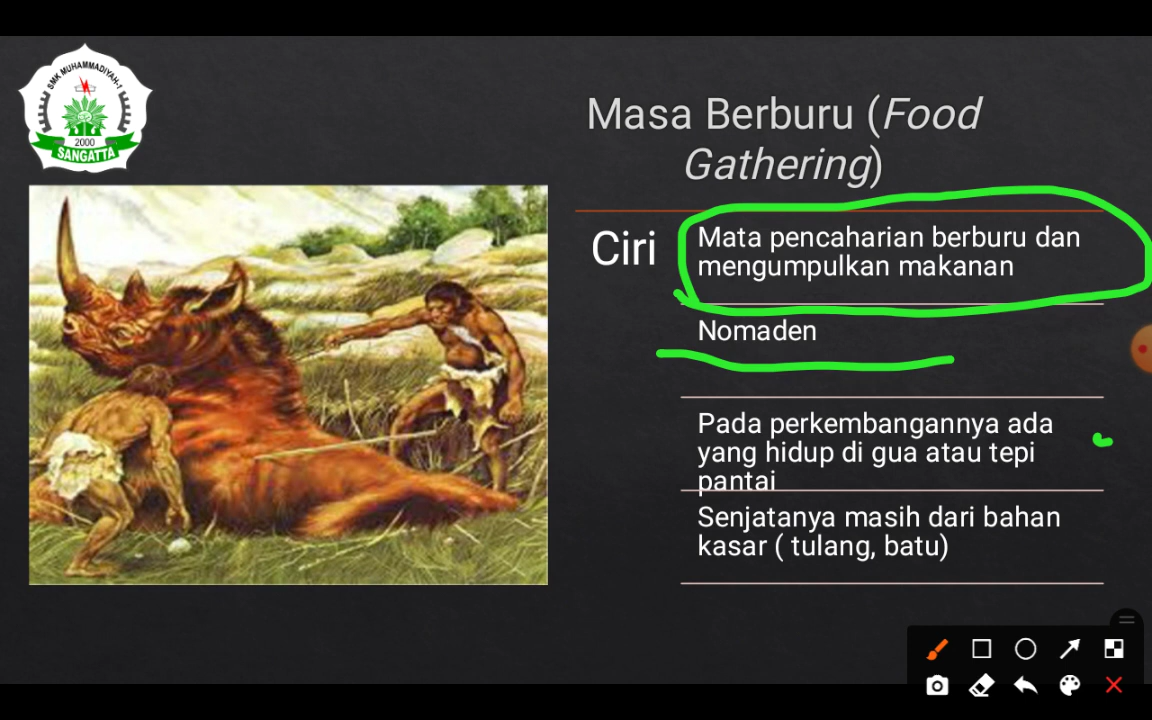 SMK MUHAMMADIYAH-1
2000
SANGATTA
Masa Berburu (Food
Gathering)
Ciri
Mata pencaharian berburu dan
mengumpulkan makanan
Nomaden
Pada perkembangannya ada
yang hidup di gua atau tepi
pantai
Senjatanya masih dari bahan
kasar ( tulang, batu)